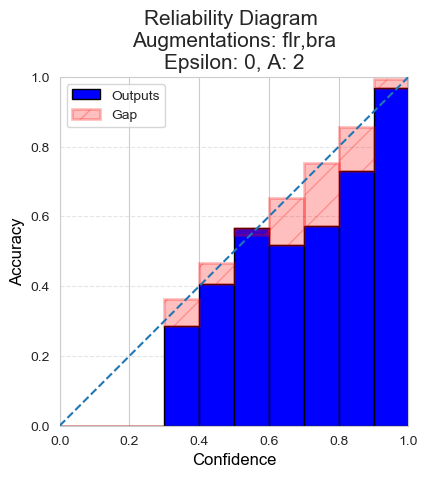 Reliability Diagram
Augmentations: flr,bra
Epsilon: 0, A: 2
Outputs
Gap
1.0
0.8
0.6
0.4
0.2
0.0
Accuracy
0.0 0.2 0.4 0.6 0.8 1.0
Confidence